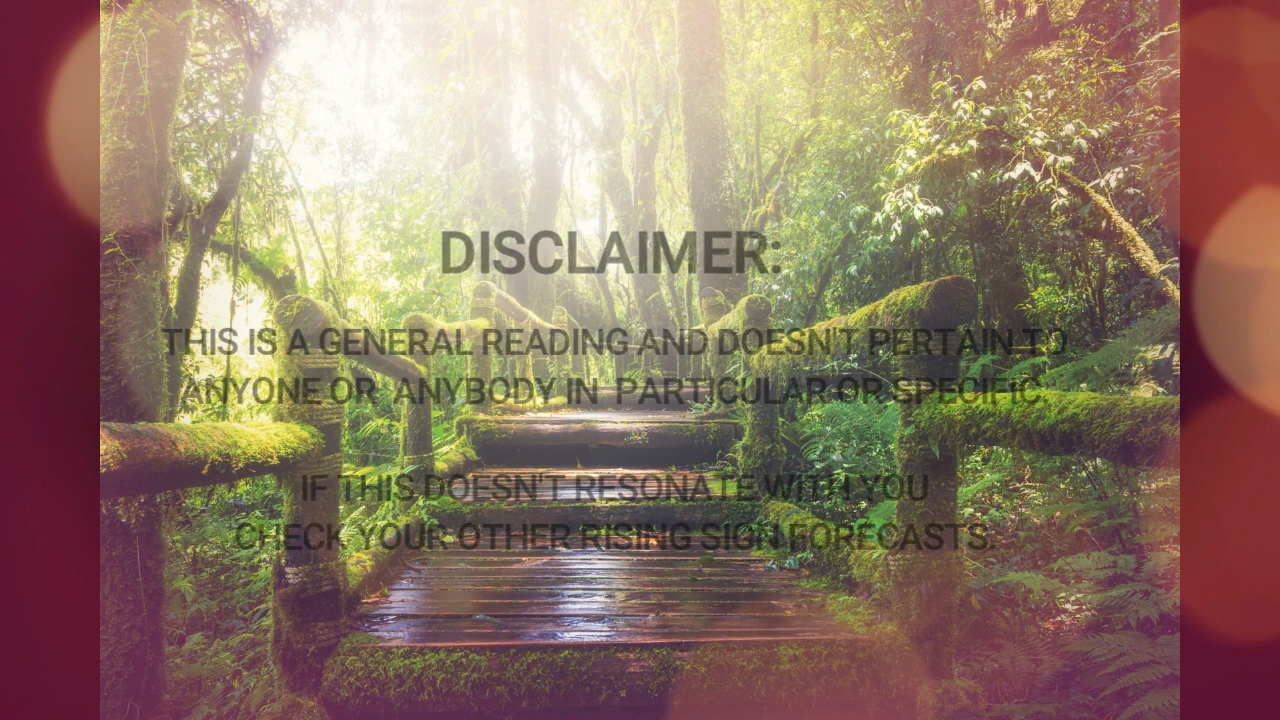 DISCLAIMER:
THIS IS A GENERAL READING AND DOESN'T PERTAIN TO
ANYONE OR ANYBODY IN PARTICULAR OR SPECIFIC.
IF THIS DOESN'T RESONATE WITH YOU
CHECK YOUR OTHER RISING SIGN FORECASTS.